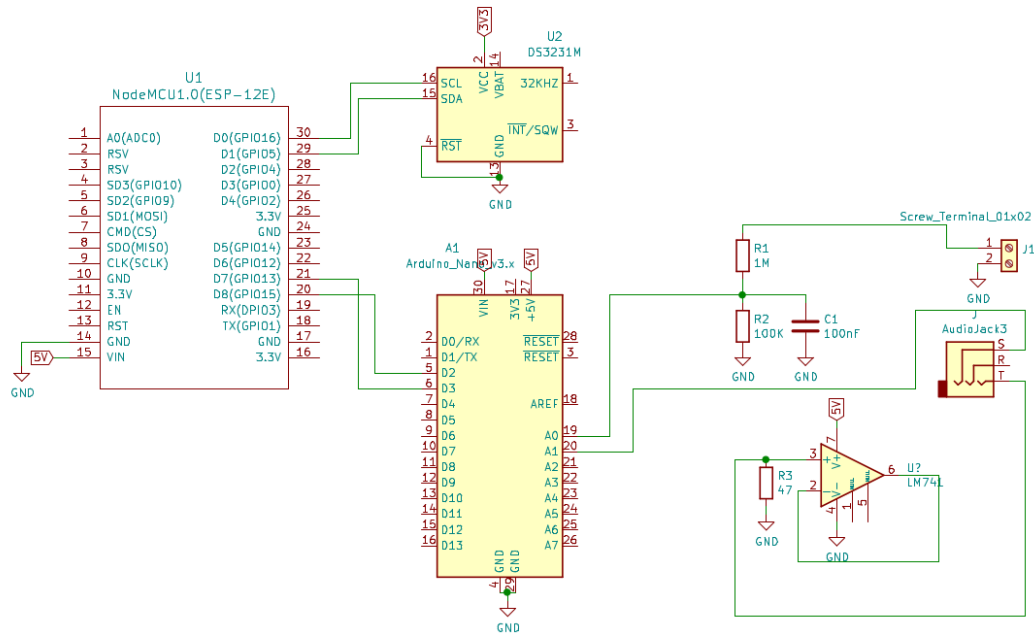 3V3
U2
DS3231M
2
14
VCC
VBAT
16 SCL
32KHZ 1
15 SDA
INT/SQW 3
4 RST
GND
13
GND
U1
NodeMCU1.0(ESP-12E)
1 A0(ADC0) D0(GPIO16) 30
2 RSV D1(GPIO5) 29
3 RSV D2(GPIO4) 28
4 SD3(GPIO10) D3(GPIO0) 27
5 SD2(GPIO9) D4(GPIO2) 26
6 SD1(MOSI) 3.3V 25
7 CMD(CS) GND 24
8 SDO(MISO) D5(GPIO14) 23
9 CLK(SCLK) D6(GPIO12) 22
10 GND D7(GPIO13) 21
11 3.3V D8(GPIO15) 20
12 EN RX(DPIO3) 19
13 RST TX(GPIO1) 18
14 GND GND 17
15 VIN 3.3V 16
5V
GND
A1
Arduino_Nano_v3.x
5V
5V
30
17
27
VIN
3V3
+5V
2 D0/RX RESET 28
1 D1/TX RESET 3
5 D2
6 D3
7 D4 AREF 18
8 D5
9 D6 A0 19
10 D7 A1 20
11 D8 A2 21
12 D9 A3 22
13 D10 A4 23
14 D11 A5 24
15 D12 A6 25
16 D13 A7 26
GND
GND
4
29
GND
Screw_Terminal_01x02
1
2
J1
GND
R1
1M
R2
100K
C1
100nF
GND
GND
J
AudioJack3
S
R
T
5V
7
V+
3 +
2 -
6
U?
LM741
V-
4
1
5
NULL
NULL
GND
R3
47
GND